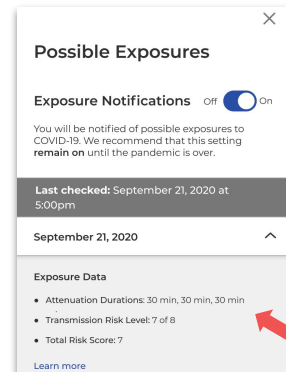 Possible Exposures
Exposure Notifications Off On
You will be notified of possible exposures to
COVID-19. We recommend that this setting
remain on until the pandemic is over.
Last checked: September 21, 2020 at
5:00pm
September 21, 2020
Exposure Data
• Attenuation Durations: 30 min, 30 min, 30 min
• Transmission Risk Level: 7 of 8
• Total Risk Score: 7
Learn more